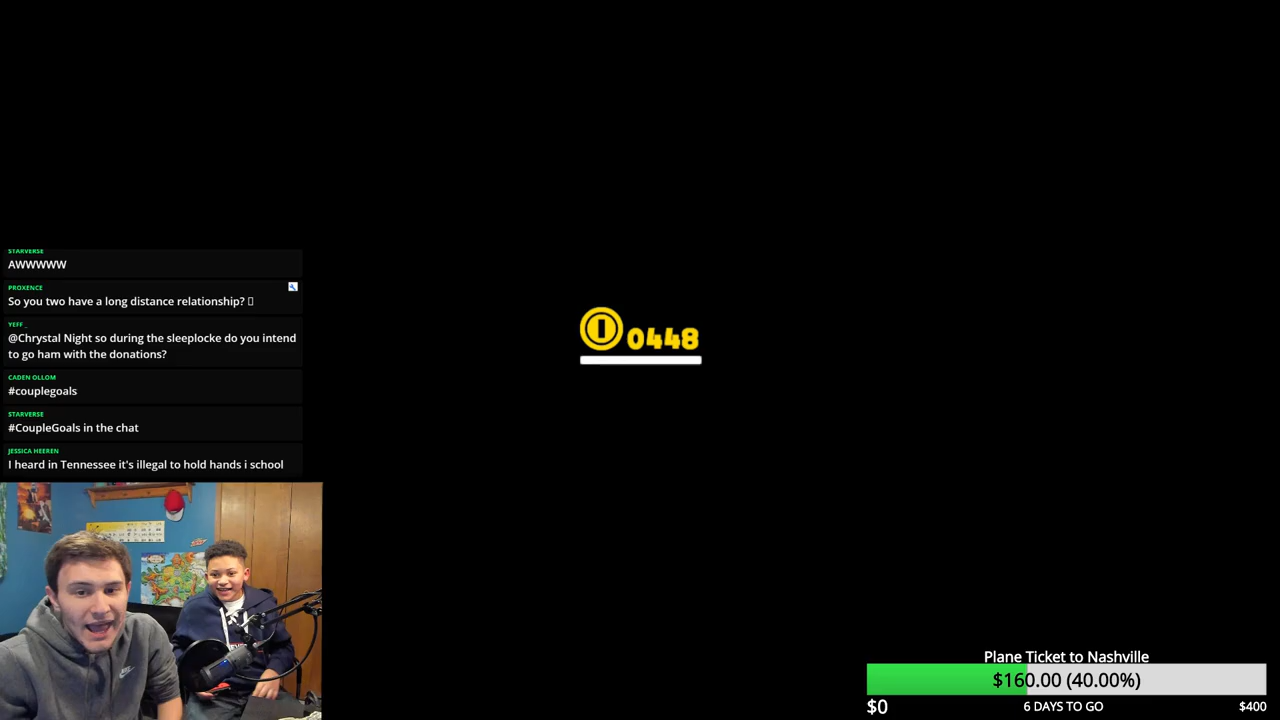 STARVERSE
AWWWWW
PROXENCE
So you two have a long distance relationship?
YEFF _
@Chrystal Night so during the sleeplocke do you intend
to go ham with the donations?
CADEN OLLOM
#couplegoals
STARVERSE
#CoupleGoals in the chat
JESSICA HEEREN
I heard in Tennessee it's illegal to hold hands i school
0448
Plane Ticket to Nashville
$160.00 (40.00%)
$0 6 DAYS TO GO $400